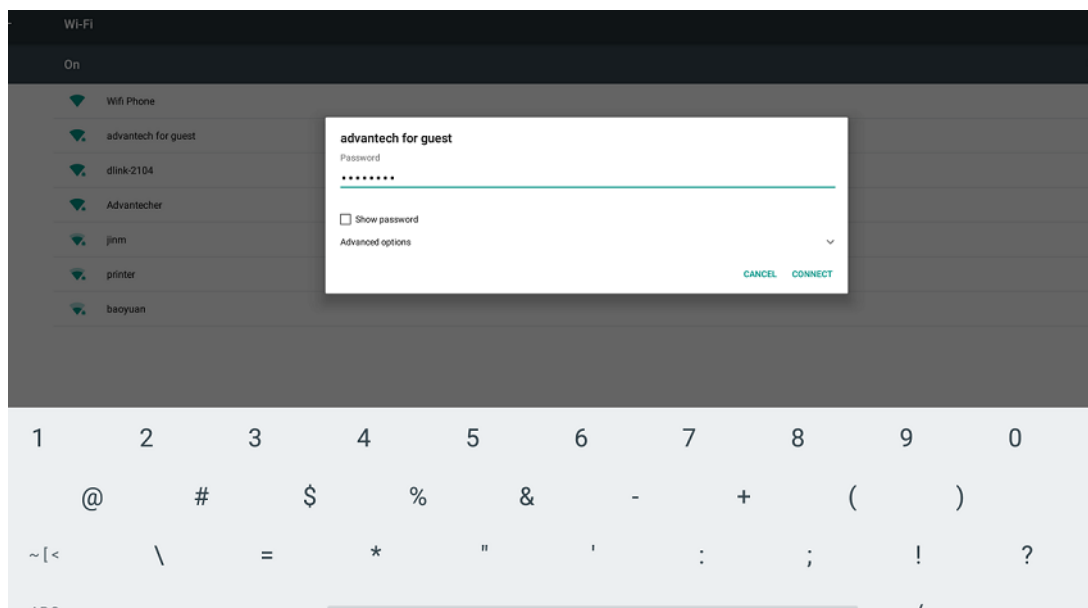 Wi-Fi
On
Wifi Phone
advantech for guest
dlink-2104
Advantecher
jinm
printer
baoyuan
advantech for guest
Password
••••••••
Show password
Advanced options
CANCEL CONNECT
1 2 3 4 5 6 7 8 9 0
@ # $ % & - + ( )
~ [ < \ = * " ' : ; ! ?